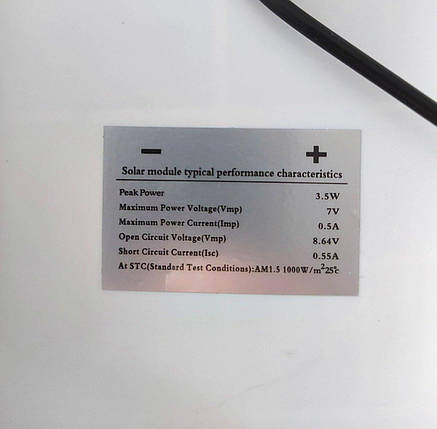 − +
Solar module typical performance characteristics
Peak Power 3.5W
Maximum Power Voltage(Vmp) 7V
Maximum Power Current(Imp) 0.5A
Open Circuit Voltage(Vmp) 8.64V
Short Circuit Current(Isc) 0.55A
At STC(Standard Test Conditions):AM1.5 1000W/m²25℃